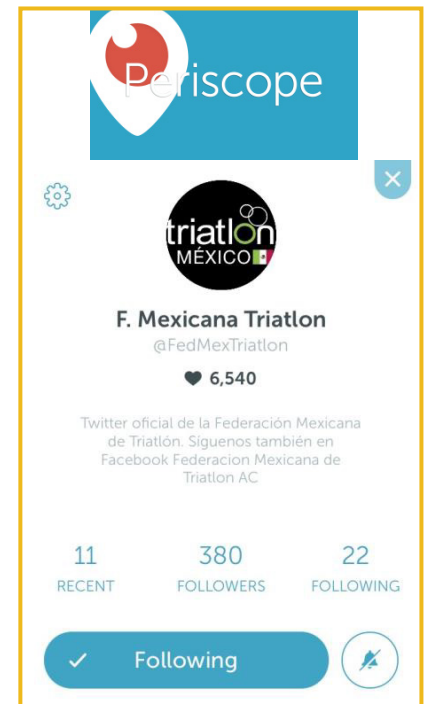 Periscope
triatlon
MÉXICO
F. Mexicana Triatlon
@FedMexTriatlon
6,540
Twitter oficial de la Federación Mexicana
de Triatlón. Síguenos también en
Facebook Federacion Mexicana de
Triatlon AC
11 380 22
RECENT FOLLOWERS FOLLOWING
Following